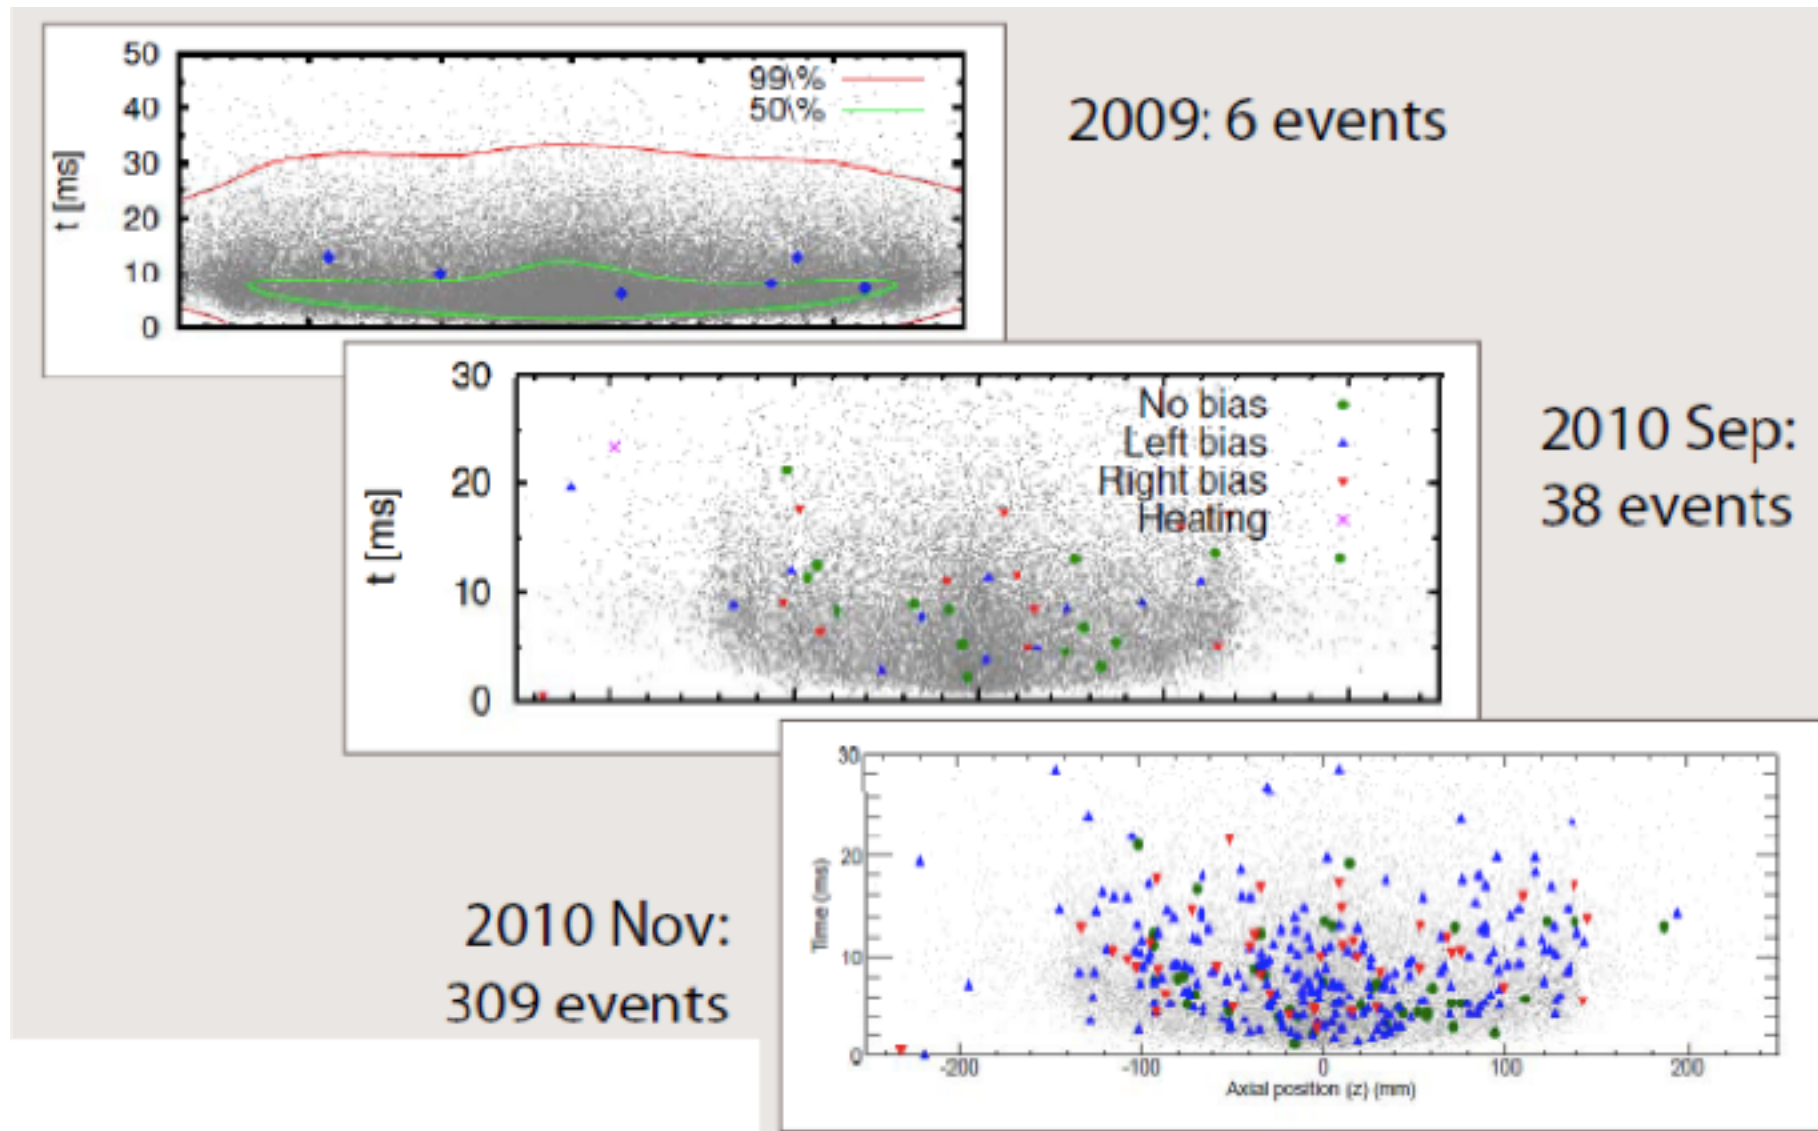 50
40
30
20
10
0
t [ms]
99\%
50\%
2009: 6 events
30
20
10
0
t [ms]
No bias
Left bias
Right bias
Heating
2010 Sep:
38 events
30
20
10
0
Time (ms)
-200
-100
0
100
200
Axial position (z) (mm)
2010 Nov:
309 events